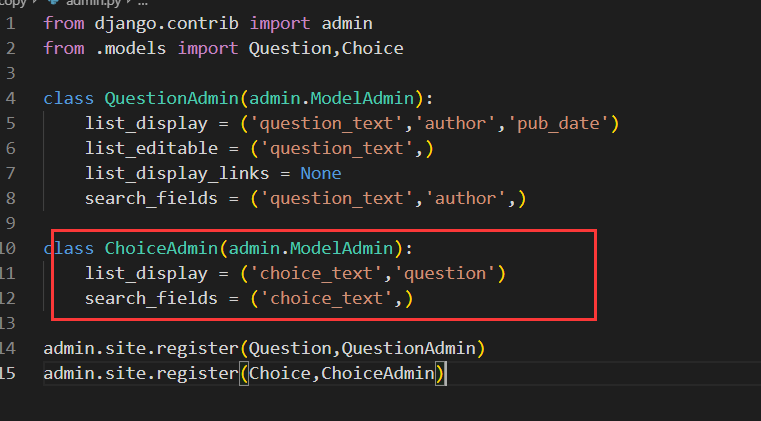 copy > admin.py > ...
1 from django.contrib import admin
2 from .models import Question,Choice
3
4 class QuestionAdmin(admin.ModelAdmin):
5     list_display = ('question_text','author','pub_date')
6     list_editable = ('question_text',)
7     list_display_links = None
8     search_fields = ('question_text','author',)
9
10 class ChoiceAdmin(admin.ModelAdmin):
11     list_display = ('choice_text','question')
12     search_fields = ('choice_text',)
13
14 admin.site.register(Question,QuestionAdmin)
15 admin.site.register(Choice,ChoiceAdmin)